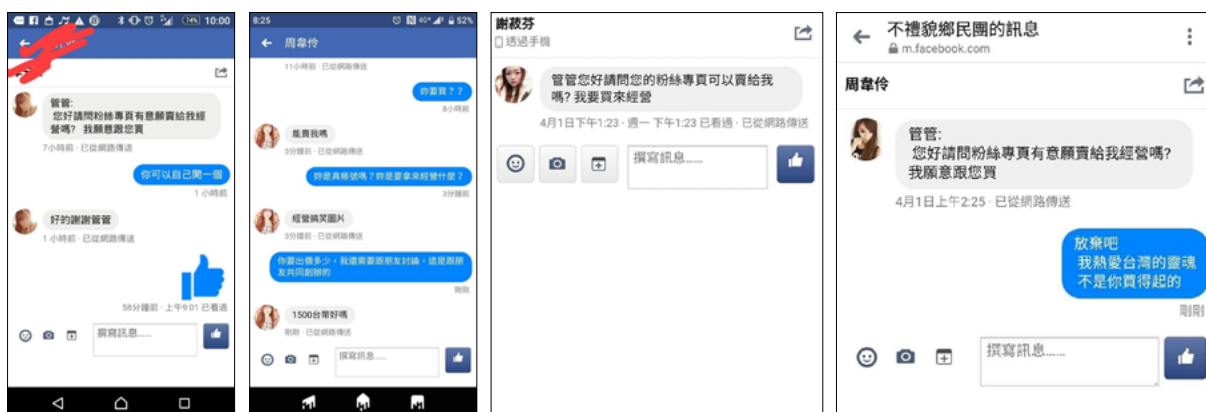 74% 10:00
管管:
您好請問粉絲專頁有意願賣給我經
營嗎? 我願意跟您買
7小時前·已從網路傳送
你可以自己開一個
1 小時前
好的謝謝管管
1 小時前·已從網路傳送
58分鐘前·上午9:01 已看過
撰寫訊息......
8:25
4G+ 52%
周韋伶
11小時前·已從網路傳送
妳要買??
8小時前
能賣我嗎
5分鐘前·已從網路傳送
妳是真帳號嗎?妳是要拿來經營什麼?
3分鐘前
經營搞笑圖片
3分鐘前·已從網路傳送
你要出價多少,我還需要跟朋友討論,這是跟朋
友共同創辦的
剛剛
1500台幣好嗎
剛剛·已從網路傳送
撰寫訊息......
謝菽芬
透過手機
管管您好請問您的粉絲專頁可以賣給我
嗎? 我要買來經營
4月1日下午1:23·週一 下午1:23 已看過·已從網路傳送
撰寫訊息......
不禮貌鄉民團的訊息
m.facebook.com
周韋伶
管管:
您好請問粉絲專頁有意願賣給我經營嗎?
我願意跟您買
4月1日上午2:25·已從網路傳送
放棄吧
我熱愛台灣的靈魂
不是你買得起的
剛剛
撰寫訊息......